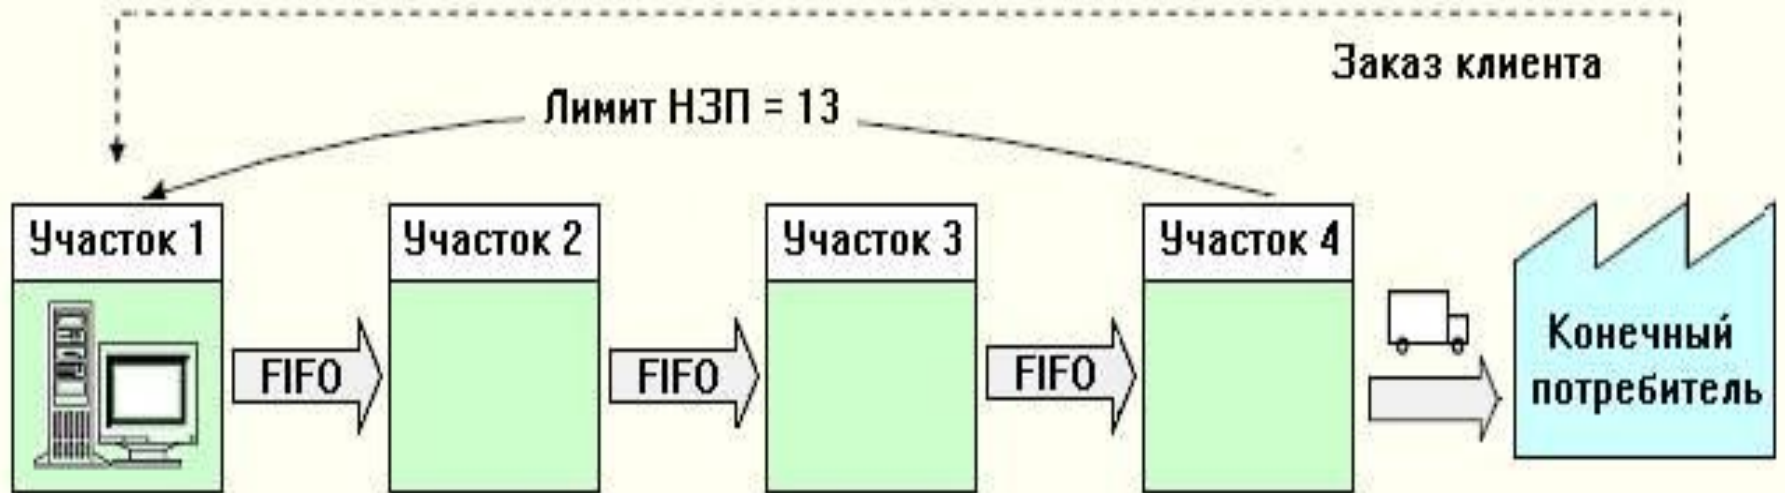 Заказ клиента
Лимит НЗП = 13
Участок 1
Участок 2
Участок 3
Участок 4
FIFO
FIFO
FIFO
Конечный
потребитель